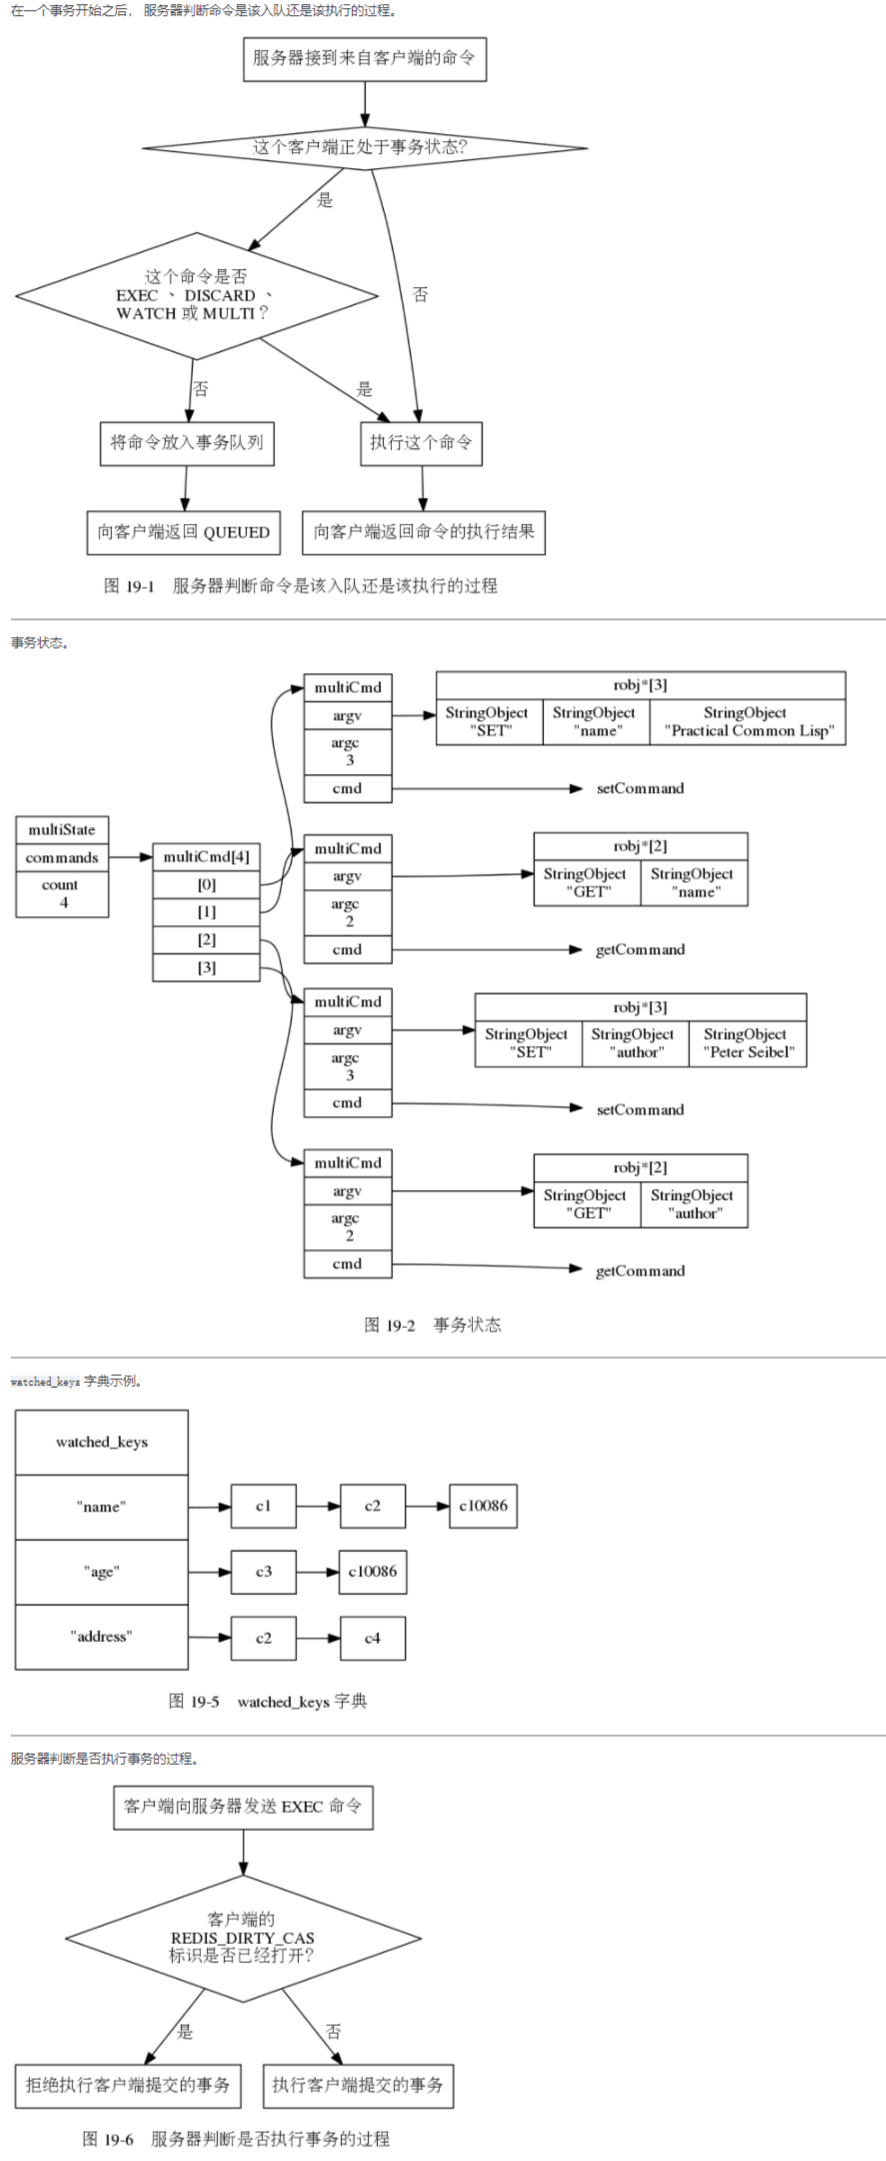 在一个事务开始之后， 服务器判断命令是该入队还是该执行的过程。
服务器接到来自客户端的命令
这个客户端正处于事务状态?
是
否
这个命令是否
EXEC 、 DISCARD 、
WATCH 或 MULTI ?
否
是
将命令放入事务队列
执行这个命令
向客户端返回 QUEUED
向客户端返回命令的执行结果
图 19-1 服务器判断命令是该入队还是该执行的过程
事务状态。
multiState
commands
count
4
multiCmd[4]
[0]
[1]
[2]
[3]
multiCmd
argv
argc
3
cmd
robj*[3]
StringObject
"SET"
StringObject
"name"
StringObject
"Practical Common Lisp"
setCommand
multiCmd
argv
argc
2
cmd
robj*[2]
StringObject
"GET"
StringObject
"name"
getCommand
multiCmd
argv
argc
3
cmd
robj*[3]
StringObject
"SET"
StringObject
"author"
StringObject
"Peter Seibel"
setCommand
multiCmd
argv
argc
2
cmd
robj*[2]
StringObject
"GET"
StringObject
"author"
getCommand
图 19-2 事务状态
watched_keys 字典示例。
watched_keys
"name"
c1
c2
c10086
"age"
c3
c10086
"address"
c2
c4
图 19-5 watched_keys 字典
服务器判断是否执行事务的过程。
客户端向服务器发送 EXEC 命令
客户端的
REDIS_DIRTY_CAS
标识是否已经打开?
是
否
拒绝执行客户端提交的事务
执行客户端提交的事务
图 19-6 服务器判断是否执行事务的过程